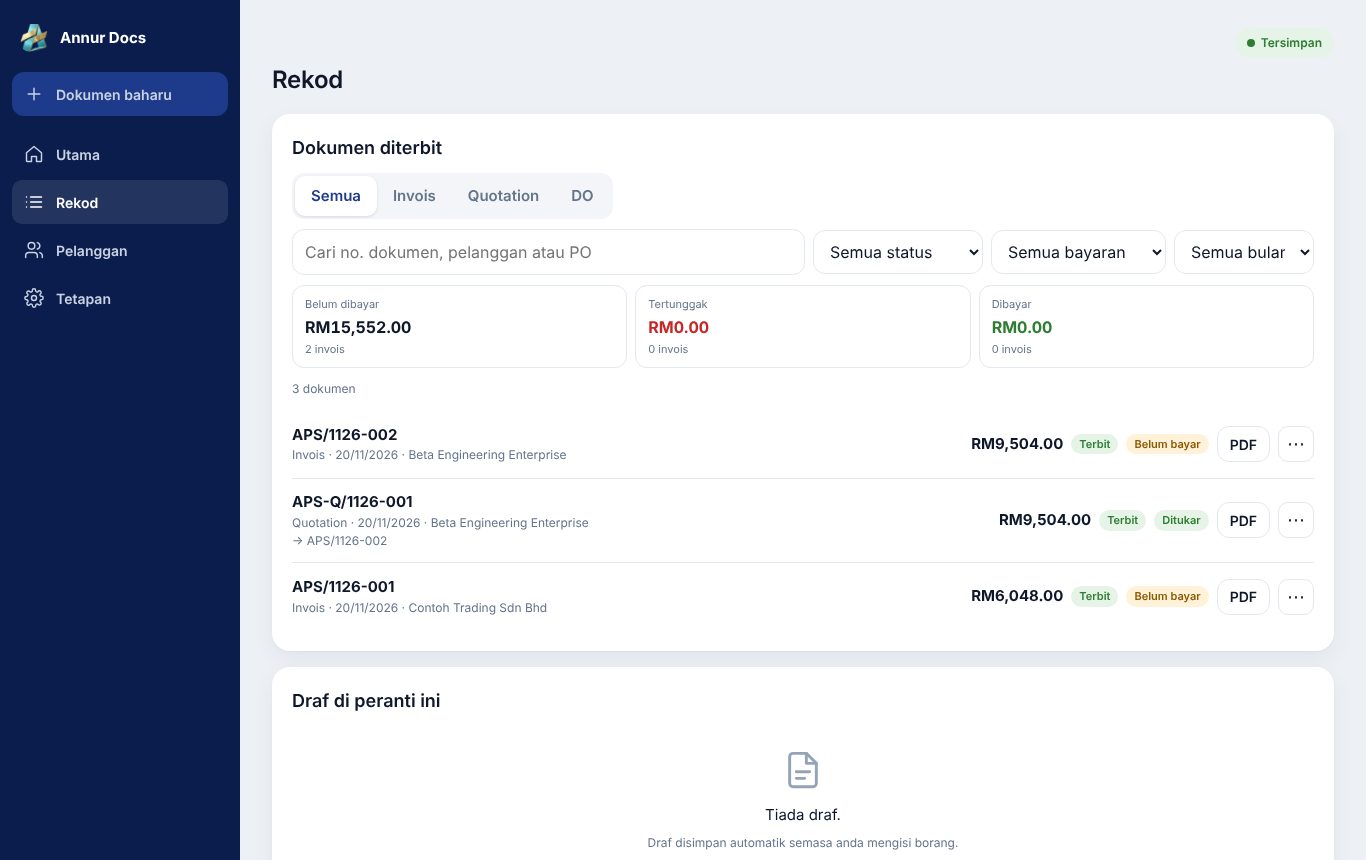 Annur Docs
Dokumen baharu
Utama
Rekod
Pelanggan
Tetapan
Tersimpan
Rekod
Dokumen diterbit
Semua Invois Quotation DO
Cari no. dokumen, pelanggan atau PO Semua status Semua bayaran Semua bular
Belum dibayar
RM15,552.00
2 invois
Tertunggak
RM0.00
0 invois
Dibayar
RM0.00
0 invois
3 dokumen
APS/1126-002
Invois · 20/11/2026 · Beta Engineering Enterprise
RM9,504.00 Terbit Belum bayar PDF ···
APS-Q/1126-001
Quotation · 20/11/2026 · Beta Engineering Enterprise
→ APS/1126-002
RM9,504.00 Terbit Ditukar PDF ···
APS/1126-001
Invois · 20/11/2026 · Contoh Trading Sdn Bhd
RM6,048.00 Terbit Belum bayar PDF ···
Draf di peranti ini
Tiada draf.
Draf disimpan automatik semasa anda mengisi borang.